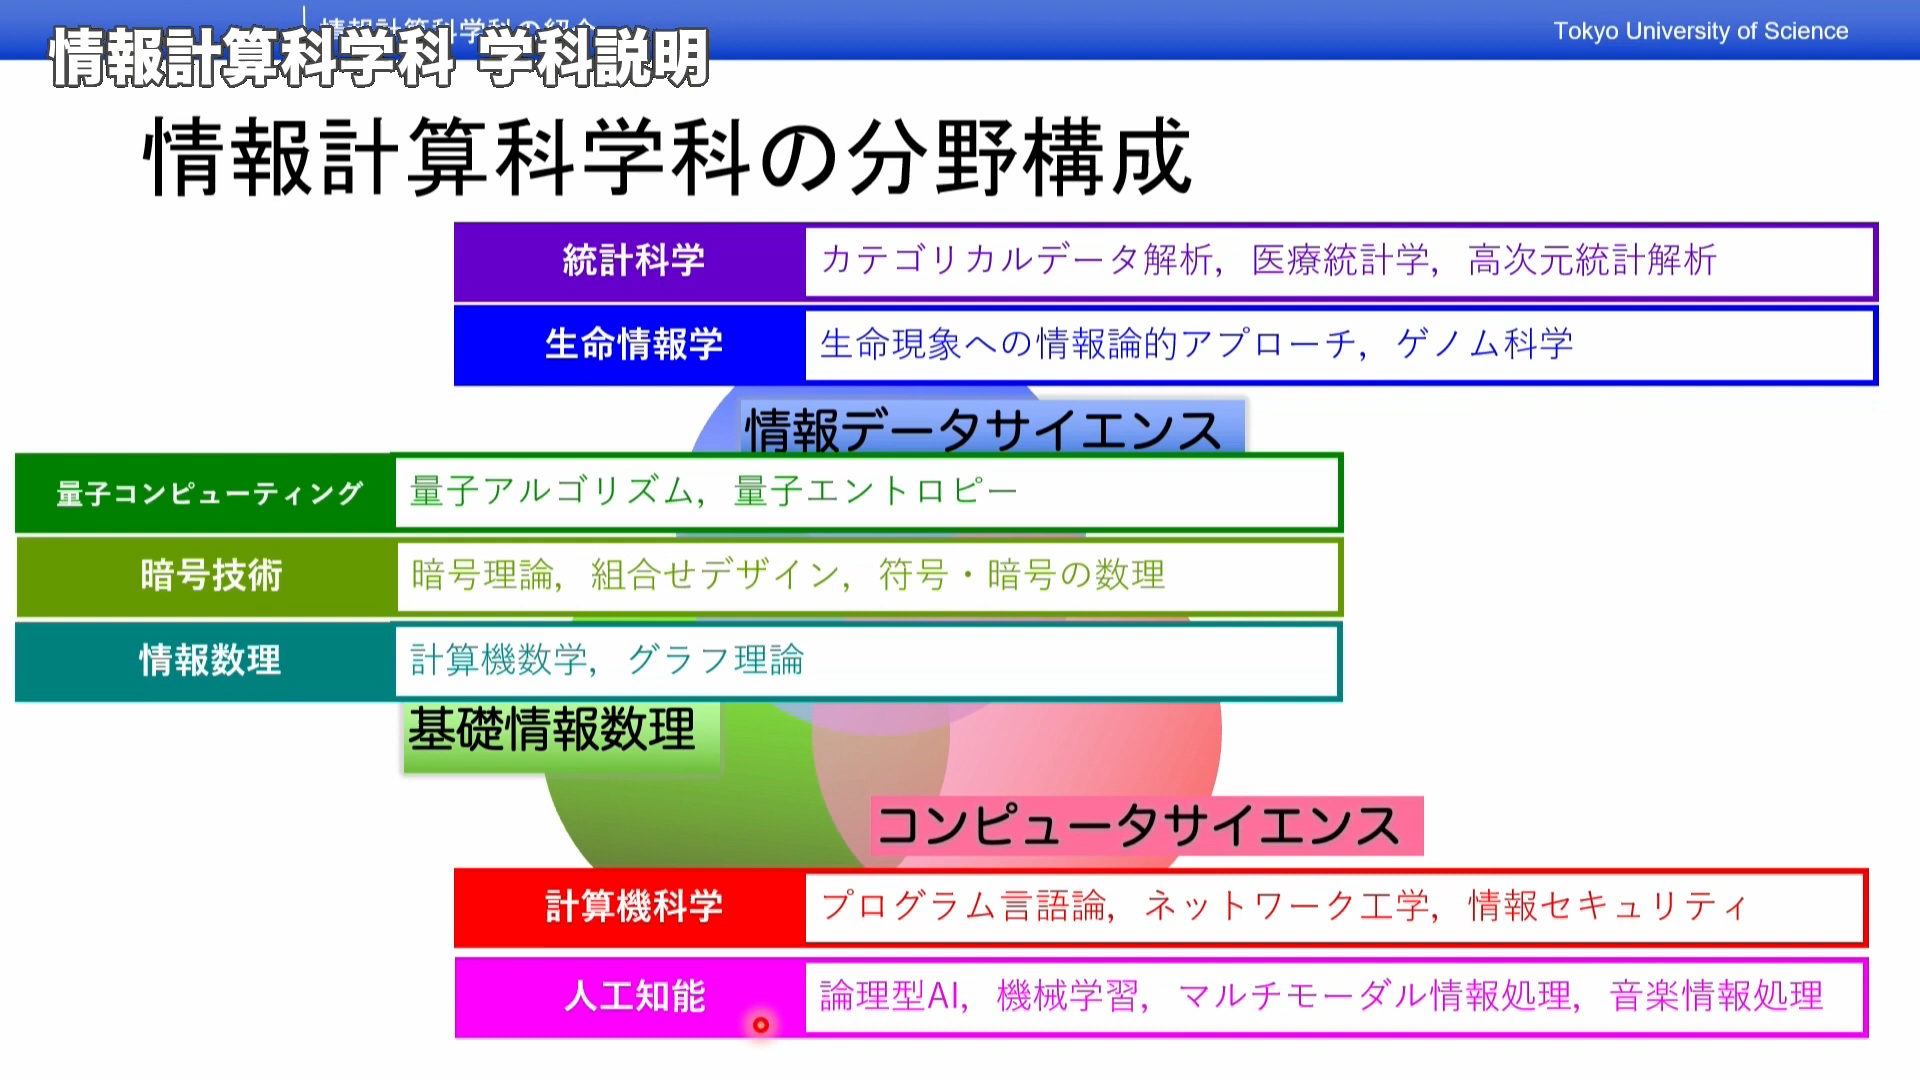 情報計算科学科の紹介
Tokyo University of Science
情報計算科学科 学科説明
情報計算科学科の分野構成
統計科学 カテゴリカルデータ解析, 医療統計学, 高次元統計解析
生命情報学 生命現象への情報論的アプローチ, ゲノム科学
情報データサイエンス
量子コンピューティング 量子アルゴリズム, 量子エントロピー
暗号技術 暗号理論, 組合せデザイン, 符号・暗号の数理
情報数理 計算機数学, グラフ理論
基礎情報数理
コンピュータサイエンス
計算機科学 プログラム言語論, ネットワーク工学, 情報セキュリティ
人工知能 論理型AI, 機械学習, マルチモーダル情報処理, 音楽情報処理